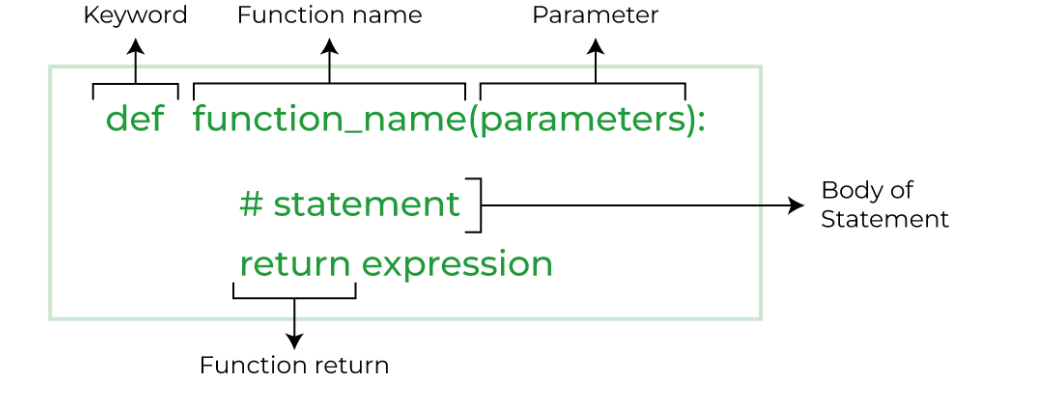 Keyword Function name Parameter
def function_name(parameters):
# statement
Body of
Statement
return expression
Function return